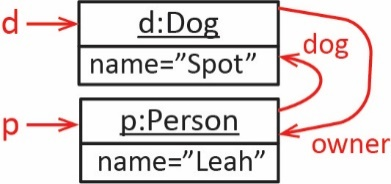 d
d:Dog
name=”Spot”
dog
p
p:Person
name=”Leah”
owner